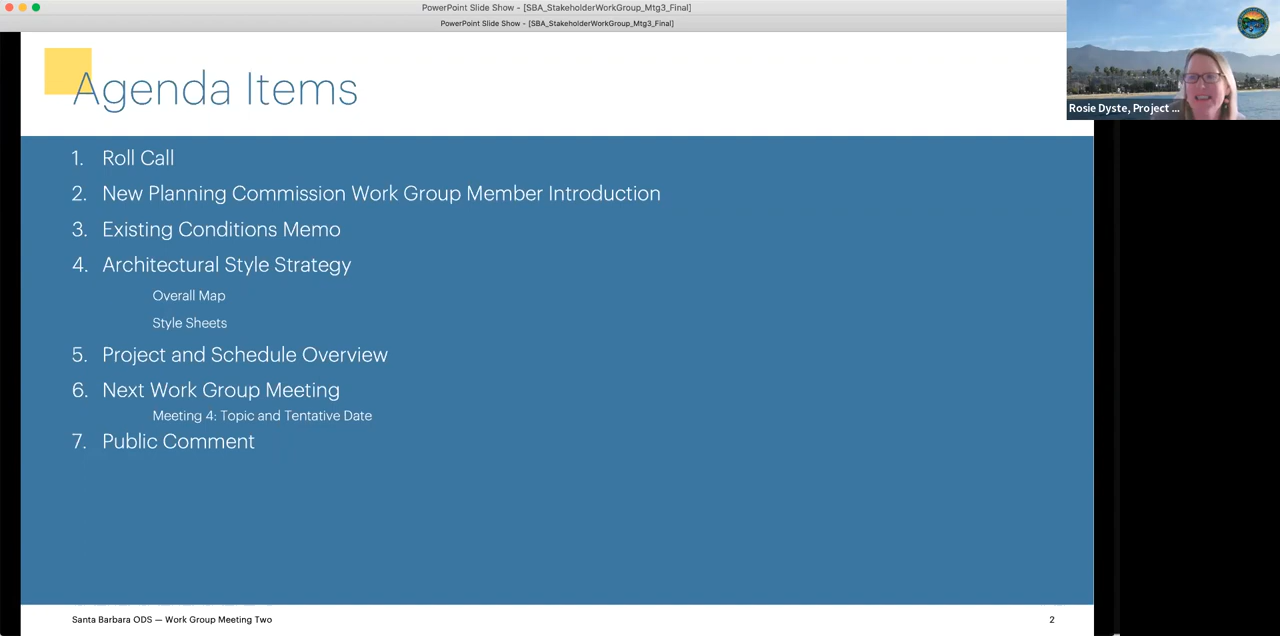 PowerPoint Slide Show - [SBA_StakeholderWorkGroup_Mtg3_Final]
PowerPoint Slide Show - [SBA_StakeholderWorkGroup_Mtg3_Final]
Rosie Dyste, Project ...
Agenda Items
1. Roll Call
2. New Planning Commission Work Group Member Introduction
3. Existing Conditions Memo
4. Architectural Style Strategy
Overall Map
Style Sheets
5. Project and Schedule Overview
6. Next Work Group Meeting
Meeting 4: Topic and Tentative Date
7. Public Comment
Santa Barbara ODS — Work Group Meeting Two
2